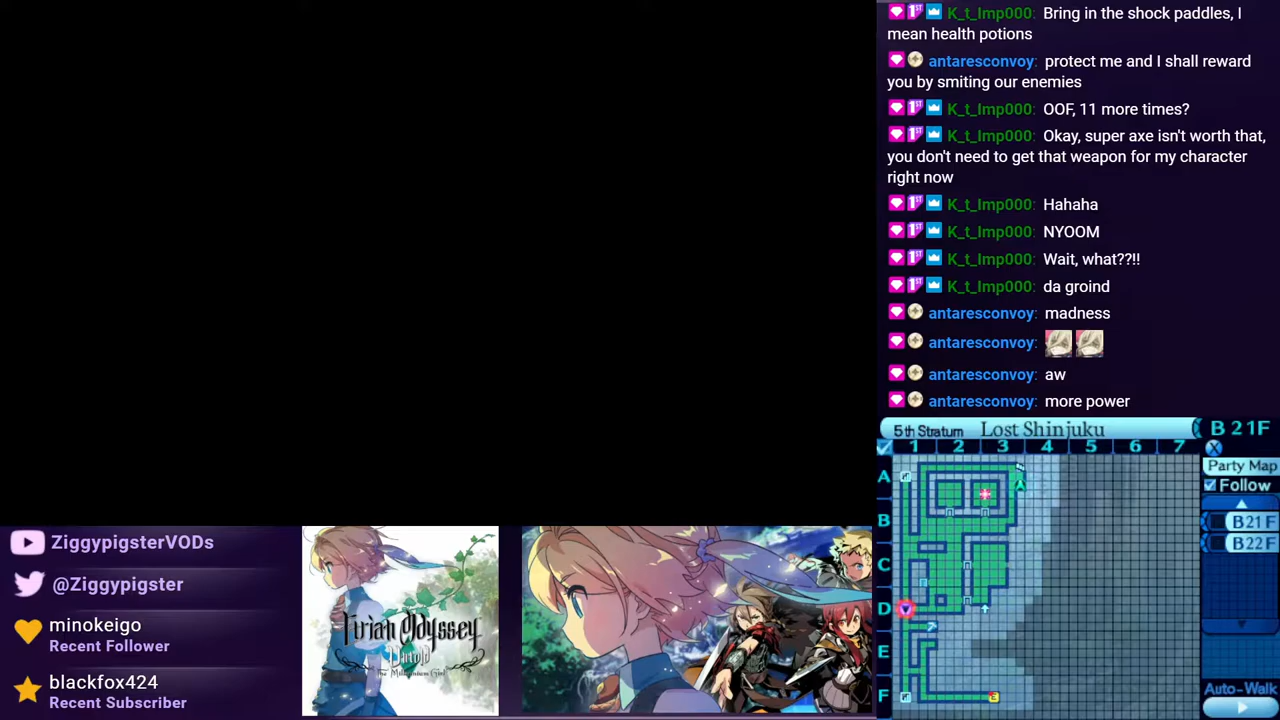 K_t_Imp000: Bring in the shock paddles, I
mean health potions
antaresconvoy: protect me and I shall reward
you by smiting our enemies
K_t_Imp000: OOF, 11 more times?
K_t_Imp000: Okay, super axe isn't worth that,
you don't need to get that weapon for my character
right now
K_t_Imp000: Hahaha
K_t_Imp000: NYOOM
K_t_Imp000: Wait, what??!!
K_t_Imp000: da groind
antaresconvoy: madness
antaresconvoy:
antaresconvoy: aw
antaresconvoy: more power
5th Stratum Lost Shinjuku B 21F
1 2 3 4 5 6 7 X
A
B
C
D
E
F
Party Map
Follow
B21F
B22F
Auto-Walk
ZiggypigsterVODs
@Ziggypigster
minokeigo
Recent Follower
blackfox424
Recent Subscriber
Odyssey
Untold
The Millennium Girl